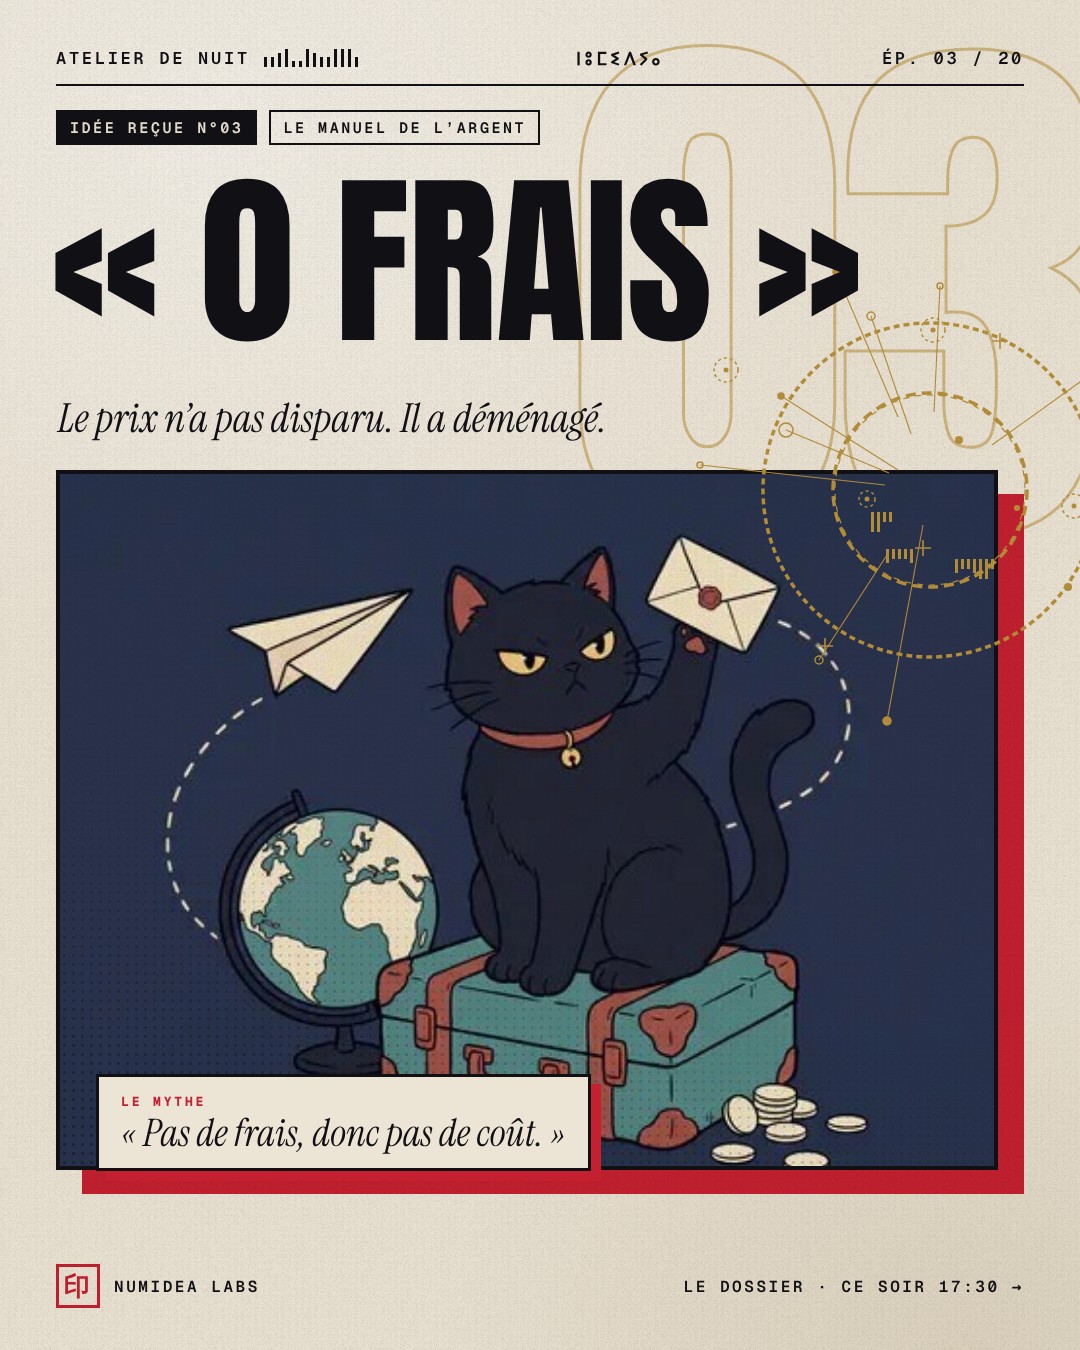 ATELIER DE NUIT
ⵏⵓⵎⵉⴷⵢⴰ
ÉP. 03 / 20
03
IDÉE REÇUE N°03
LE MANUEL DE L’ARGENT
« O FRAIS »
Le prix n’a pas disparu. Il a déménagé.
LE MYTHE
« Pas de frais, donc pas de coût. »
印 NUMIDEA LABS
LE DOSSIER · CE SOIR 17:30 →